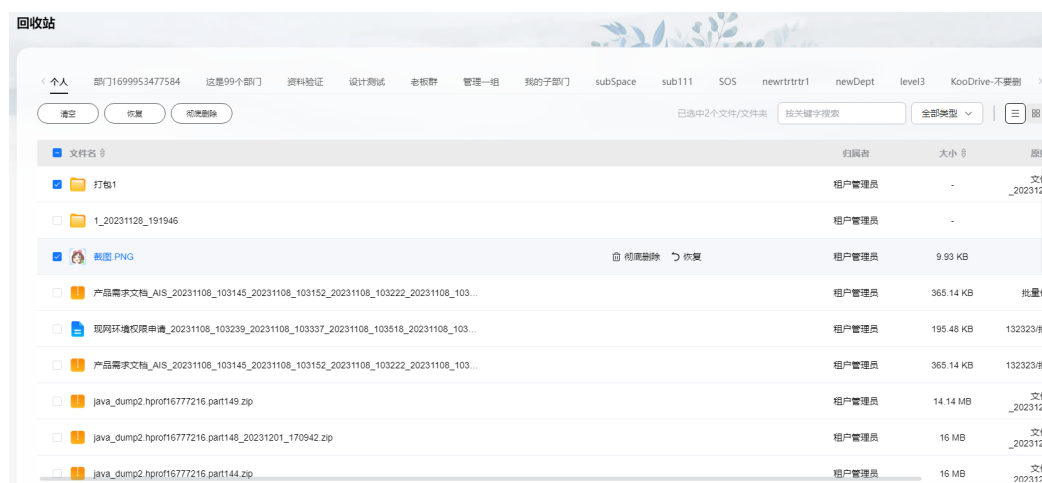 回收站
个人 部门1699953477584 这是99个部门 资料验证 设计测试 老板群 管理一组 我的子部门 subSpace sub111 SOS newrtrtrtr1 newDept level3 KooDrive-不要删
清空 恢复 彻底删除 已选中2个文件/文件夹 按关键字搜索 全部类型
文件名 归属者 大小
打包1 租户管理员 -
_202312
1_20231128_191946 租户管理员 -
截图.PNG 彻底删除 恢复 租户管理员 9.93 KB
产品需求文档_AIS_20231108_103145_20231108_103152_20231108_103222_20231108_103... 租户管理员 365.14 KB 批量
现网环境权限申请_20231108_103239_20231108_103337_20231108_103518_20231108_103... 租户管理员 195.48 KB 132323/
产品需求文档_AIS_20231108_103145_20231108_103152_20231108_103222_20231108_103... 租户管理员 365.14 KB 132323/
java_dump2.hprof16777216.part149.zip 租户管理员 14.14 MB 文
_202312
java_dump2.hprof16777216.part148_20231201_170942.zip 租户管理员 16 MB 文
_202312
java_dump2.hprof16777216.part144.zip 租户管理员 16 MB 文
202312